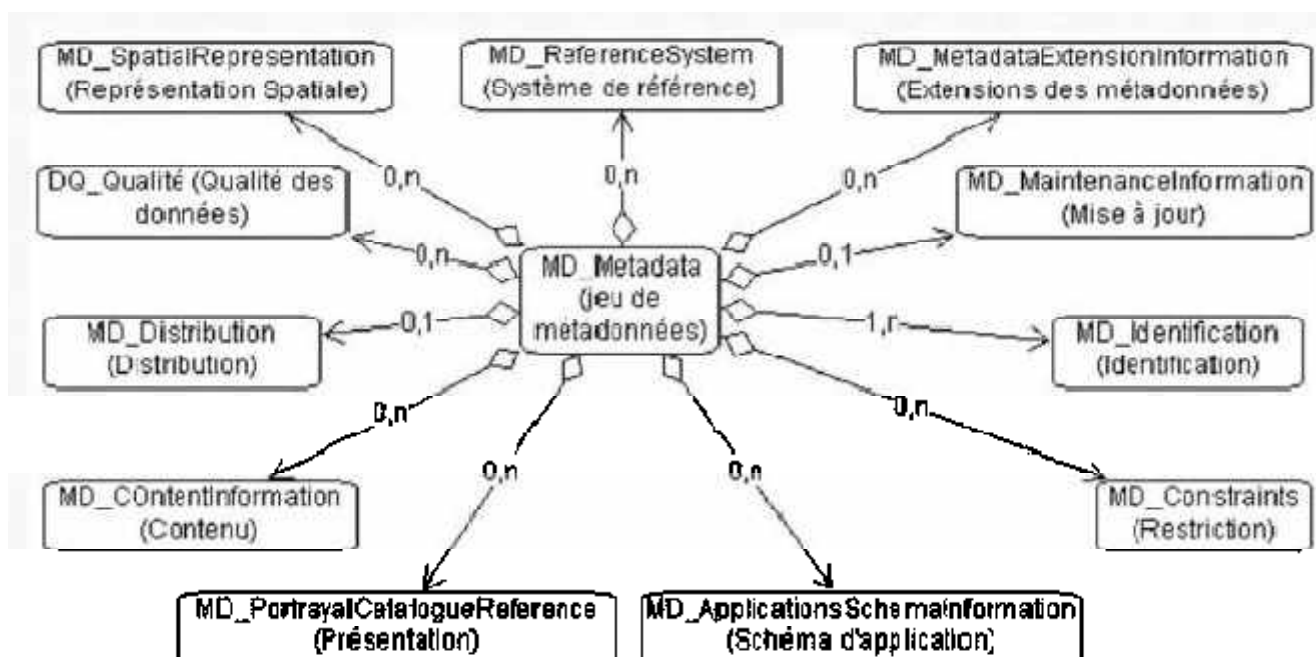 MD_SpatialRepresentation
(Représentation Spatiale)
MD_ReferenceSystem
(Système de référence)
MD_MetadataExtensionInformation
(Extensions des métadonnées)
0,n
0,n
0,n
DQ_Qualité (Qualité des
données)
MD_MaintenanceInformation
(Mise à jour)
0,n
0,1
MD_Metadata
(jeu de
métadonnées)
MD_Distribution
(Distribution)
0,1
1,n
MD_Identification
(Identification)
0,n
0,n
MD_COntentInformation
(Contenu)
0,n
0,n
MD_Constraints
(Restriction)
MD_PortrayalCatalogueReference
(Présentation)
MD_ApplicationsSchemaInformation
(Schéma d'application)